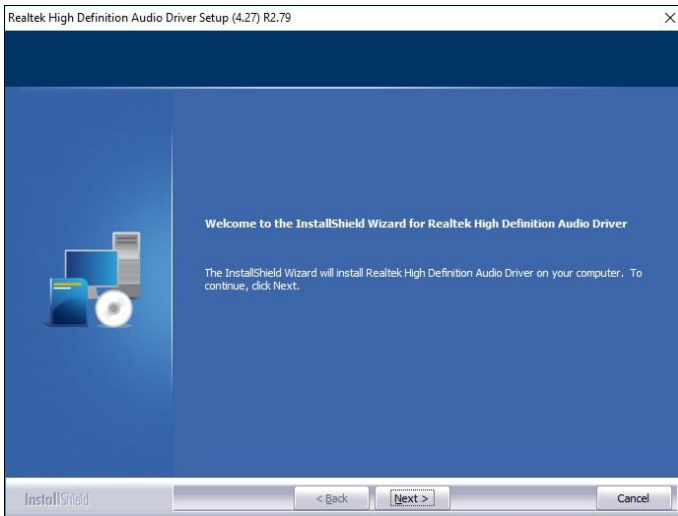 Realtek High Definition Audio Driver Setup (4.27) R2.79
Welcome to the InstallShield Wizard for Realtek High Definition Audio Driver
The InstallShield Wizard will install Realtek High Definition Audio Driver on your computer. To
continue, click Next.
InstallShield
< Back
Next >
Cancel